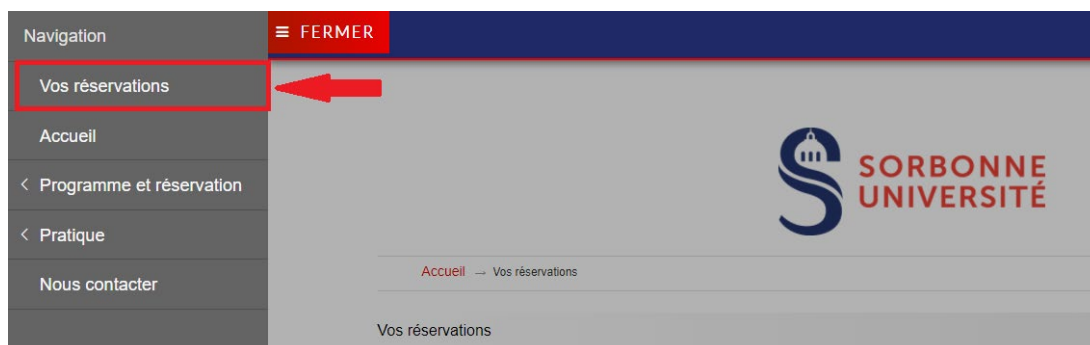 Navigation
≡ FERMER
Vos réservations
Accueil
< Programme et réservation
< Pratique
Nous contacter
SORBONNE
UNIVERSITÉ
Accueil → Vos réservations
Vos réservations